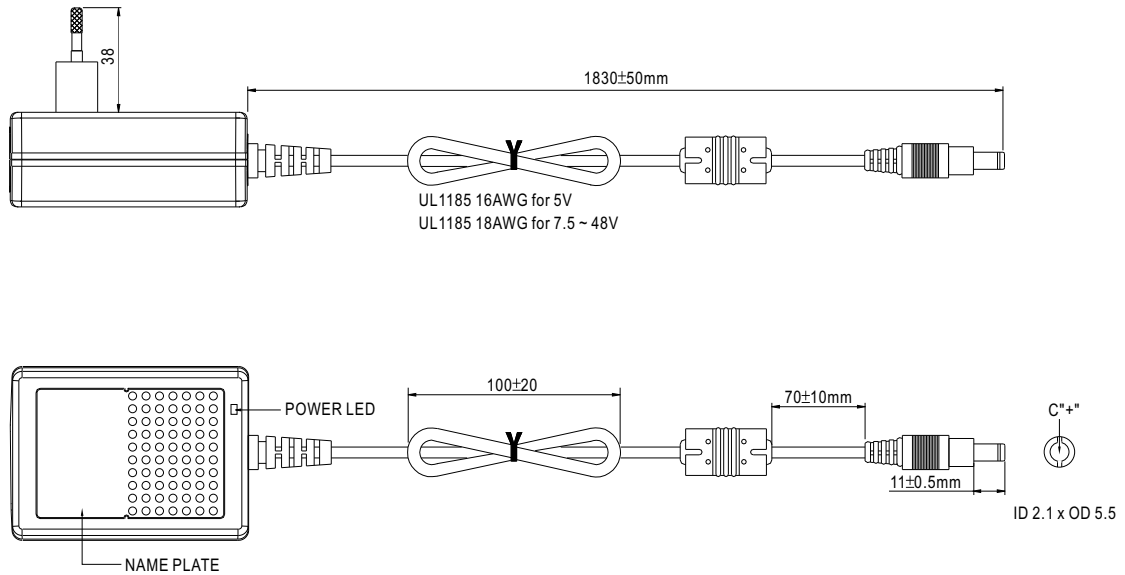 38
1830±50mm
UL1185 16AWG for 5V
UL1185 18AWG for 7.5 ~ 48V
100±20
70±10mm
POWER LED
C"+"
11±0.5mm
ID 2.1 x OD 5.5
NAME PLATE